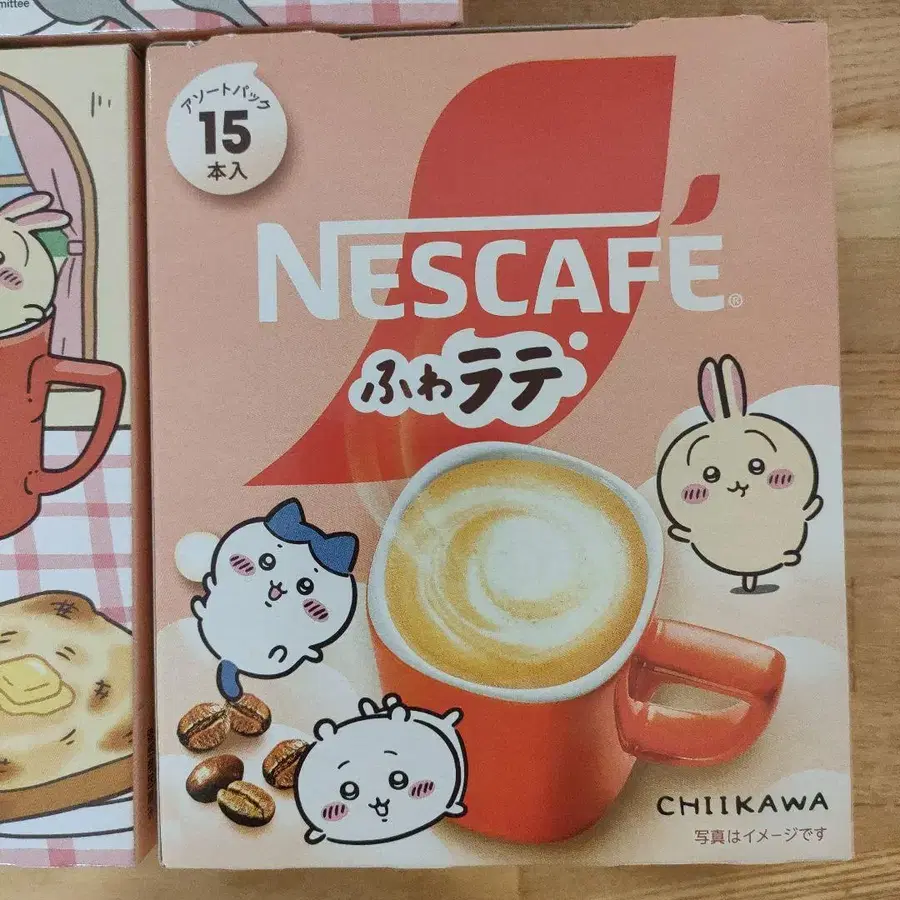 mittee
アソートパック
15
本入
NESCAFÉ®
ふわラテ
CHIIKAWA
写真はイメージです